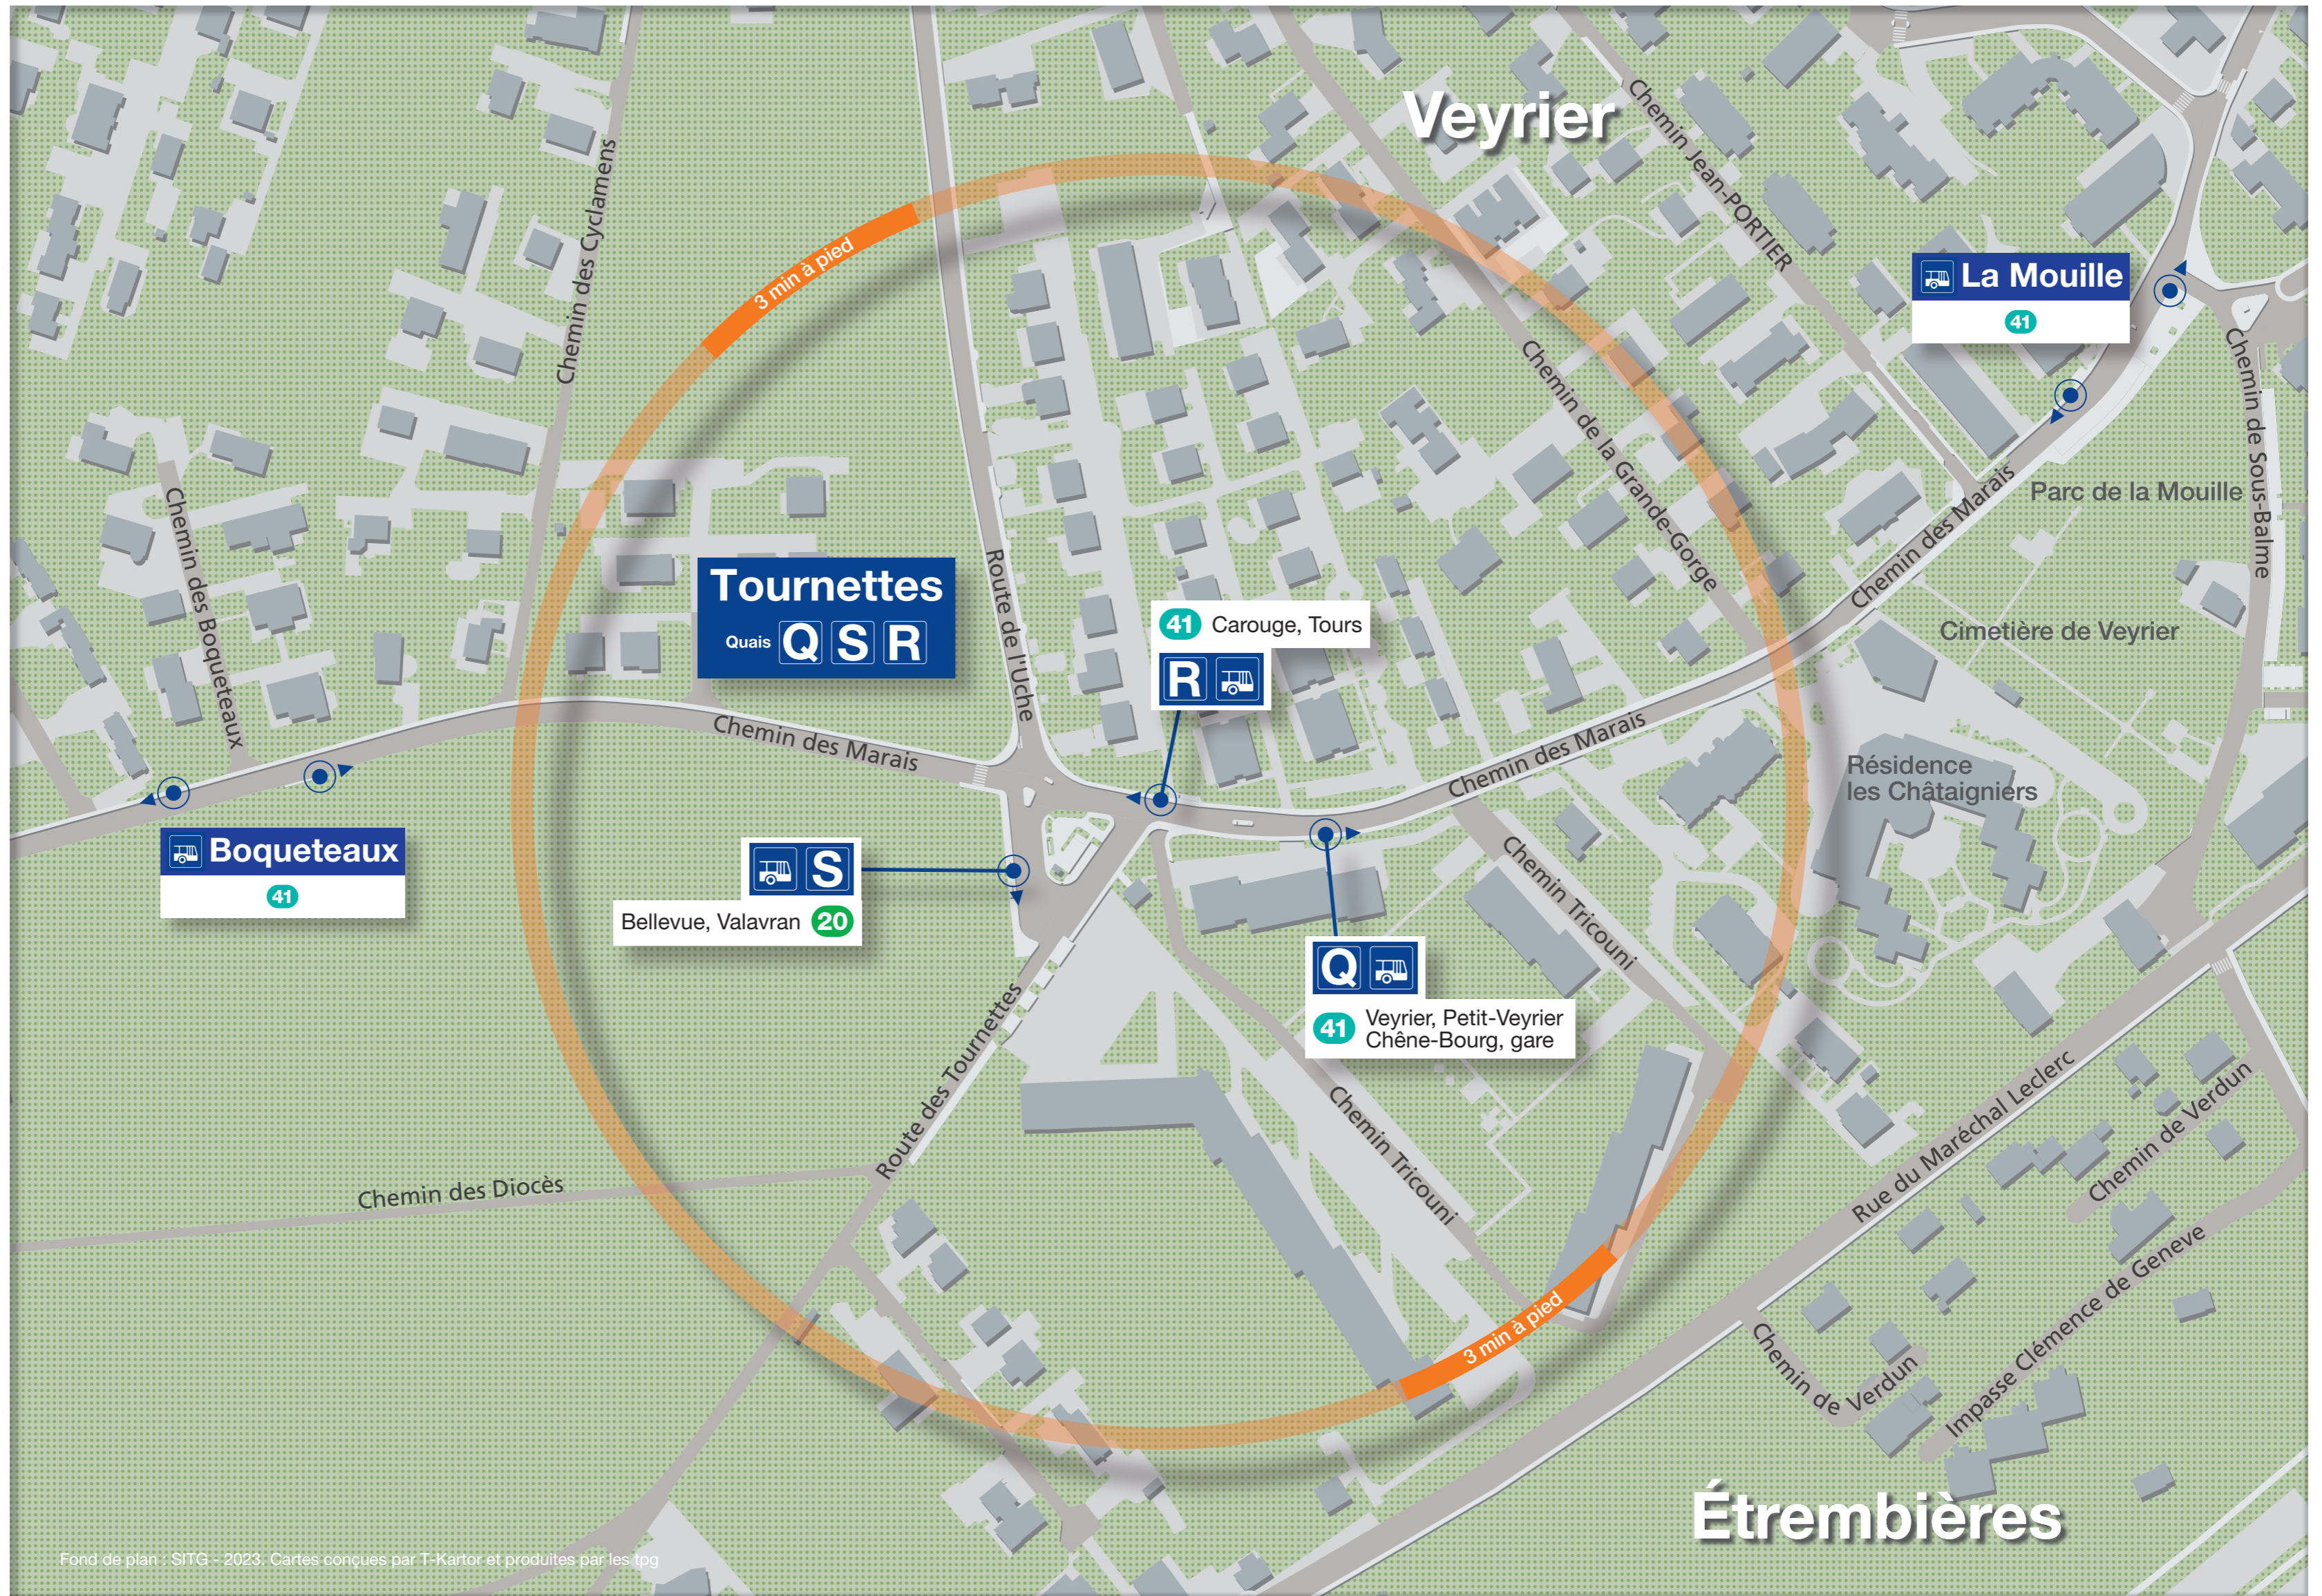 Veyrier
Chemin Jean-PORTIER
Chemin des Cyclamens
3 min à pied
La Mouille
41
Chemin de Sous-Balme
Chemin de la Grande-Gorge
Parc de la Mouille
Chemin des Marais
Chemin des Boqueteaux
Route de l'Uche
Tournettes
Quais Q S R
41 Carouge, Tours
R
Cimetière de Veyrier
Chemin des Marais
Chemin des Marais
Résidence
les Châtaigniers
Boqueteaux
41
S
Bellevue, Valavran 20
Chemin Tricouni
Q
41 Veyrier, Petit-Veyrier
Chêne-Bourg, gare
Route des Tournettes
Chemin Tricouni
Rue du Maréchal Leclerc
Chemin de Verdun
Chemin des Diocès
Impasse Clémence de Geneve
3 min à pied
Chemin de Verdun
Étrembières
Fond de plan : SITG - 2023. Cartes conçues par T-Kartor et produites par les tpg